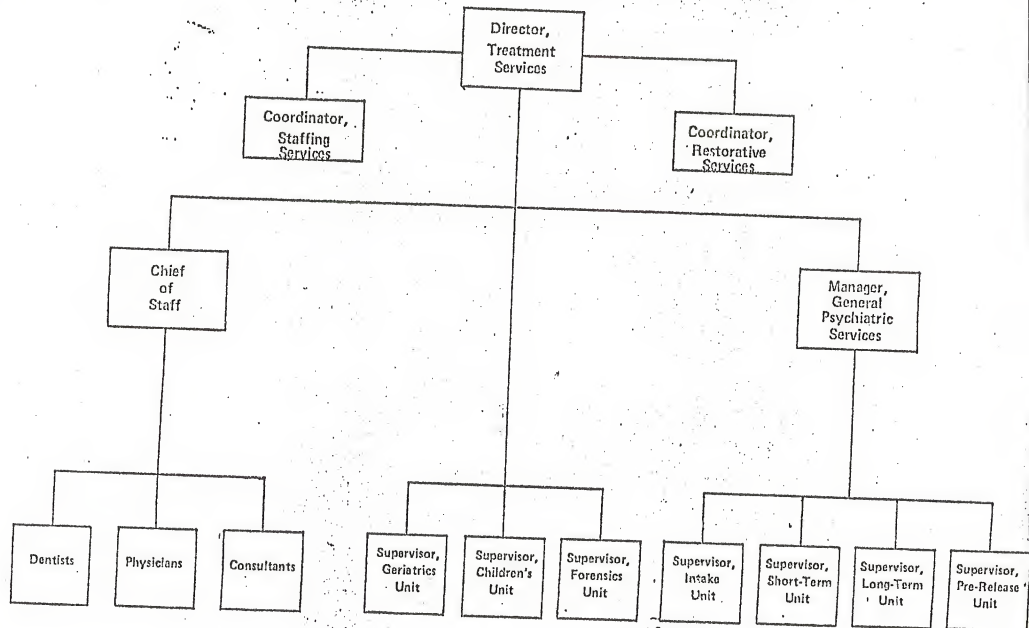 Director,
Treatment
Services
Coordinator,
Staffing
Services
Coordinator,
Restorative
Services
Chief
of
Staff
Manager,
General
Psychiatric
Services
Dentists
Physicians
Consultants
Supervisor,
Geriatrics
Unit
Supervisor,
Children's
Unit
Supervisor,
Forensics
Unit
Supervisor,
Intake
Unit
Supervisor,
Short-Term
Unit
Supervisor,
Long-Term
Unit
Supervisor,
Pre-Release
Unit